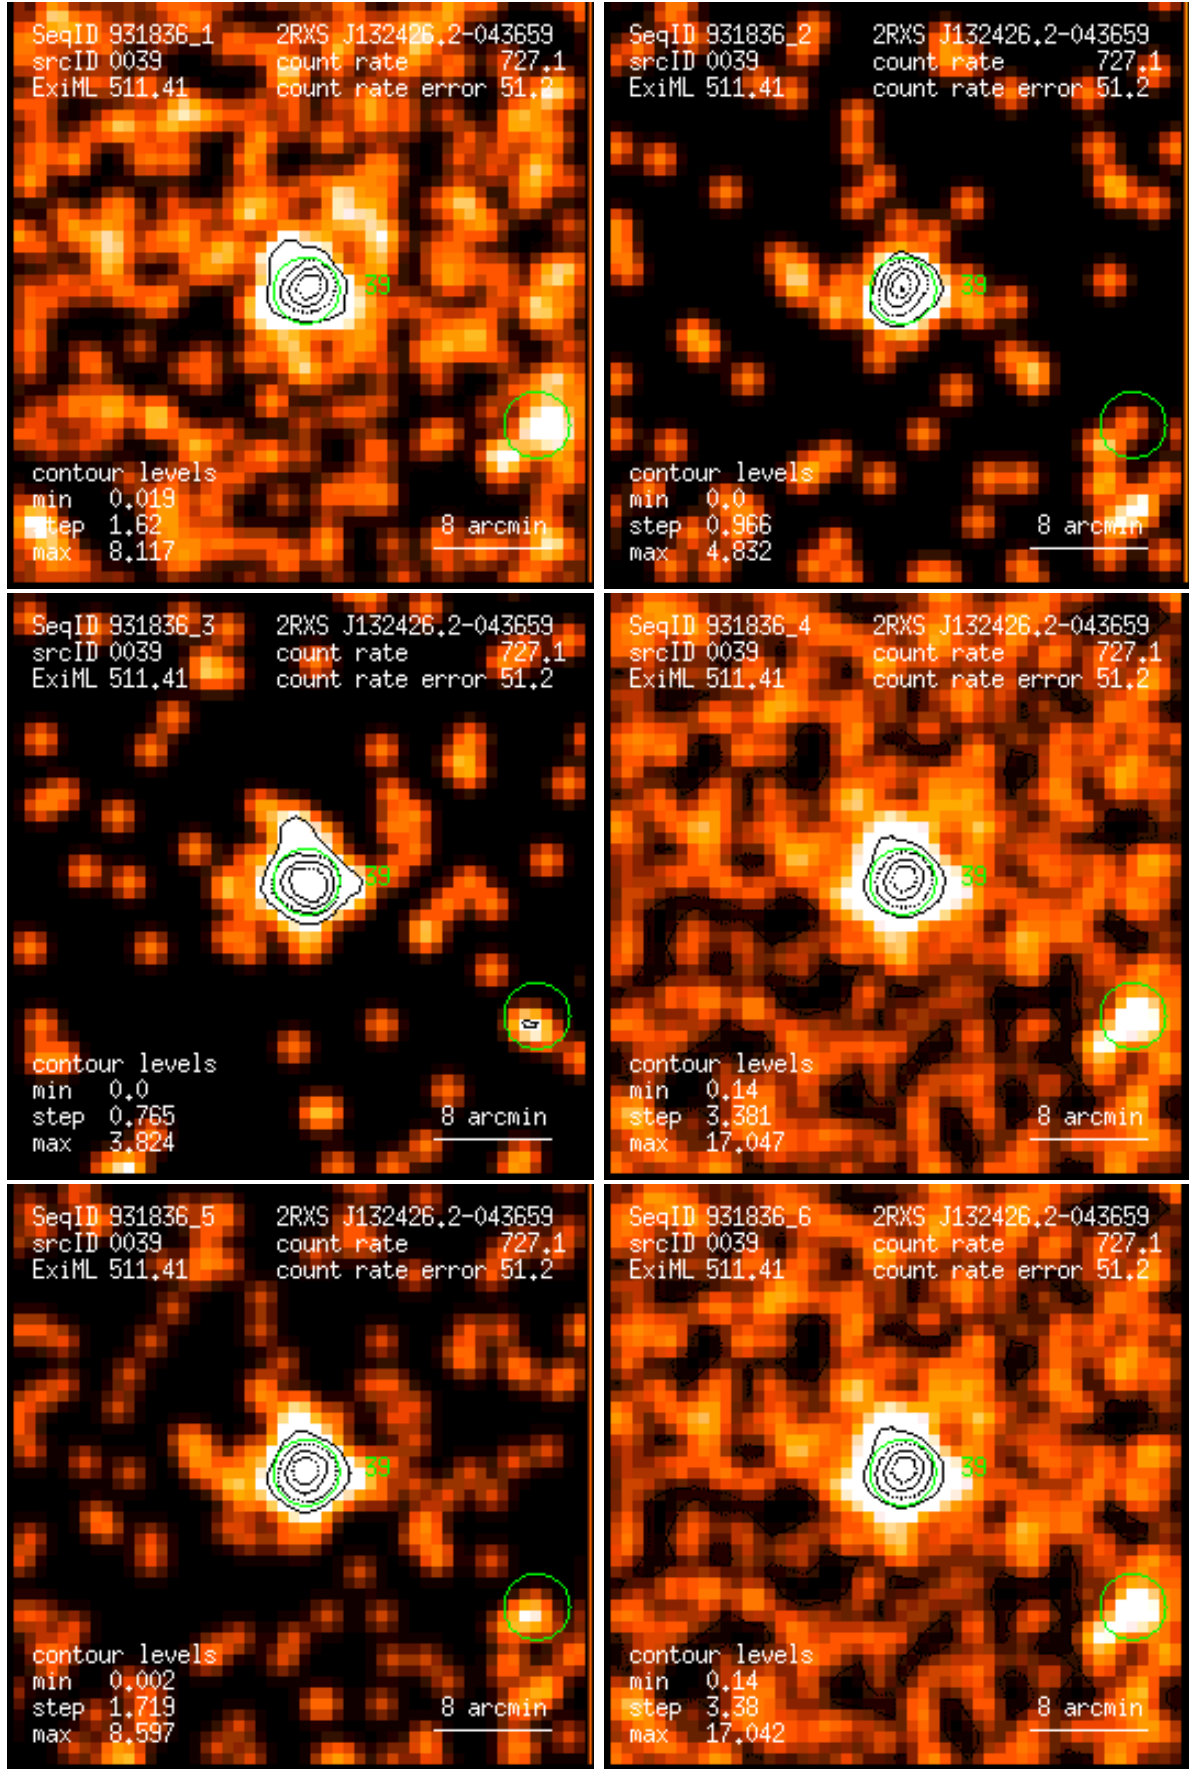 SeqID 931836_1 2RXS J132426.2-043659
srcID 0039 count rate 727.1
ExiML 511.41 count rate error 51.2
39
contour levels
min 0.019
step 1.62 8 arcmin
max 8.117
SeqID 931836_2 2RXS J132426.2-043659
srcID 0039 count rate 727.1
ExiML 511.41 count rate error 51.2
39
contour levels
min 0.0
step 0.966 8 arcmin
max 4.832
SeqID 931836_3 2RXS J132426.2-043659
srcID 0039 count rate 727.1
ExiML 511.41 count rate error 51.2
39
contour levels
min 0.0
step 0.765 8 arcmin
max 3.824
SeqID 931836_4 2RXS J132426.2-043659
srcID 0039 count rate 727.1
ExiML 511.41 count rate error 51.2
39
contour levels
min 0.14
step 3.381 8 arcmin
max 17.047
SeqID 931836_5 2RXS J132426.2-043659
srcID 0039 count rate 727.1
ExiML 511.41 count rate error 51.2
39
contour levels
min 0.002
step 1.719 8 arcmin
max 8.597
SeqID 931836_6 2RXS J132426.2-043659
srcID 0039 count rate 727.1
ExiML 511.41 count rate error 51.2
39
contour levels
min 0.14
step 3.38 8 arcmin
max 17.042